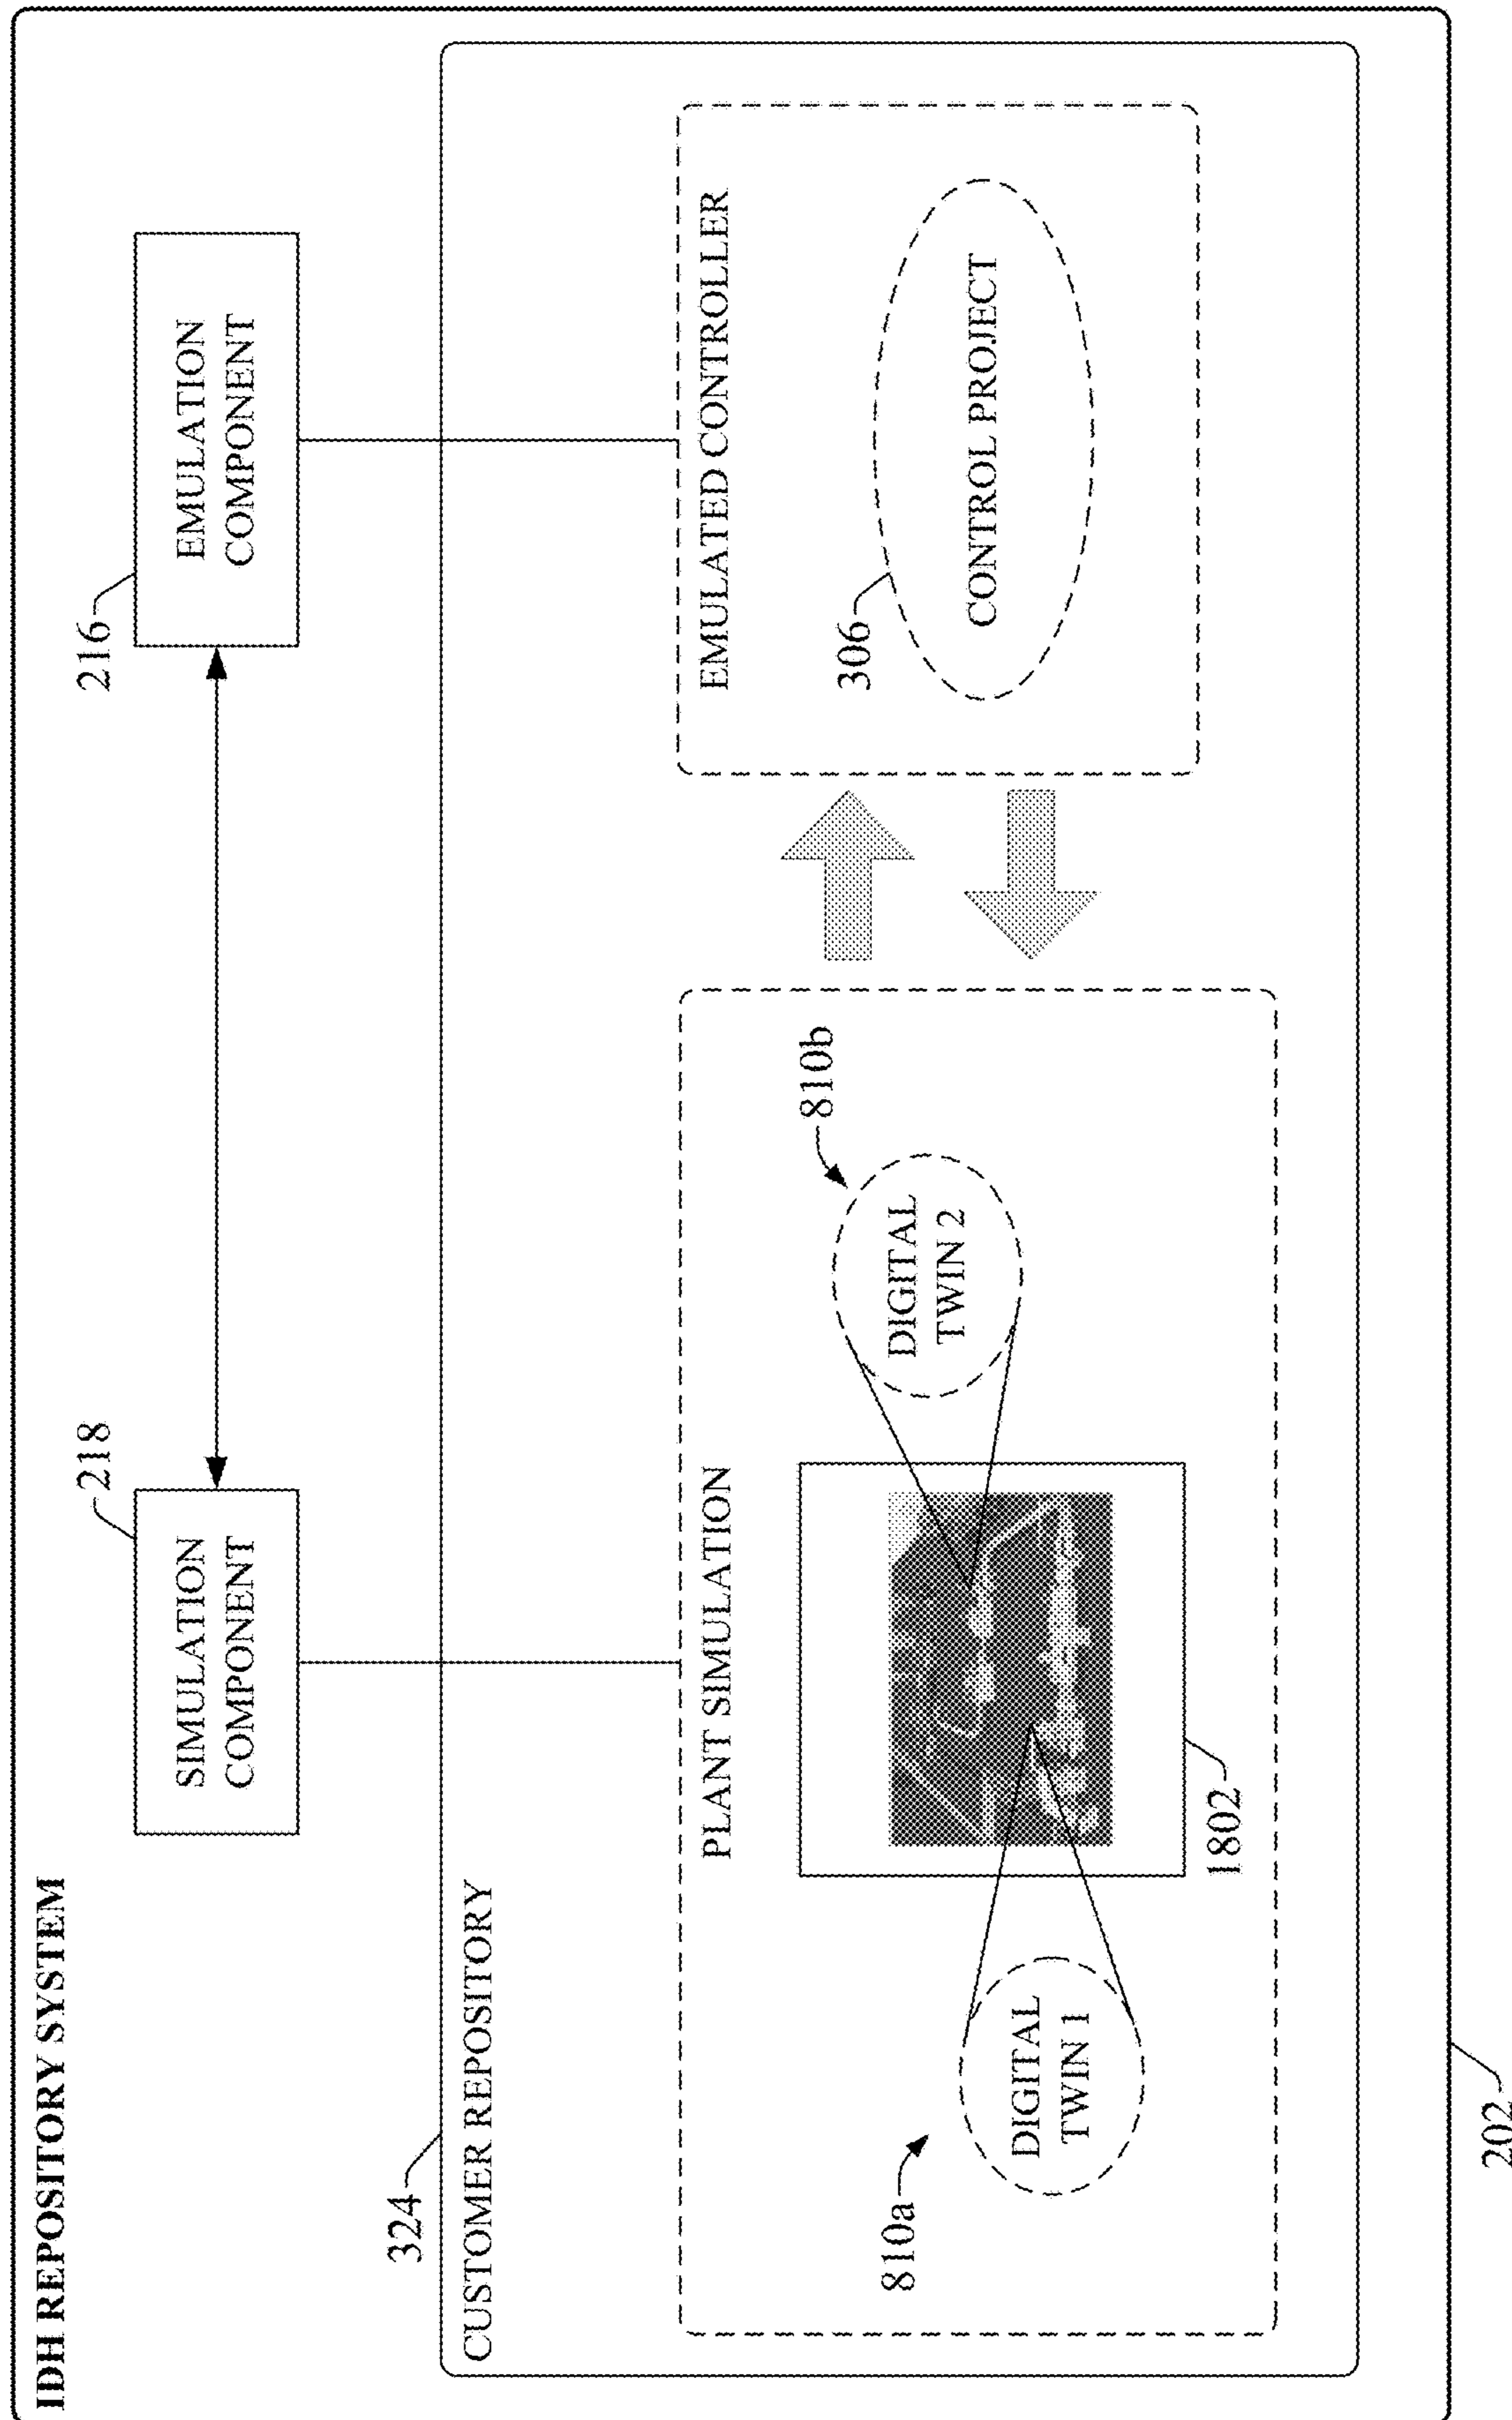 IDH REPOSITORY SYSTEM
218
SIMULATION
COMPONENT
216
EMULATION
COMPONENT
324
CUSTOMER REPOSITORY
PLANT SIMULATION
810a
DIGITAL
TWIN 1
1802
810b
DIGITAL
TWIN 2
EMULATED CONTROLLER
306
CONTROL PROJECT
202